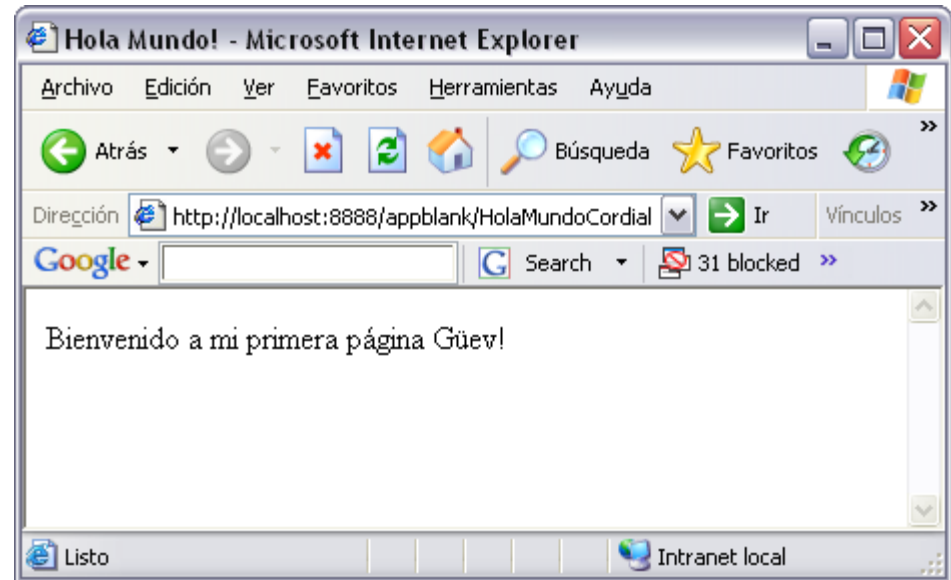 Hola Mundo! - Microsoft Internet Explorer
Archivo Edición Ver Favoritos Herramientas Ayuda
Atrás Búsqueda Favoritos »
Dirección http://localhost:8888/appblank/HolaMundoCordial Ir Vínculos »
Google G Search 31 blocked »
Bienvenido a mi primera página Güev!
Listo Intranet local